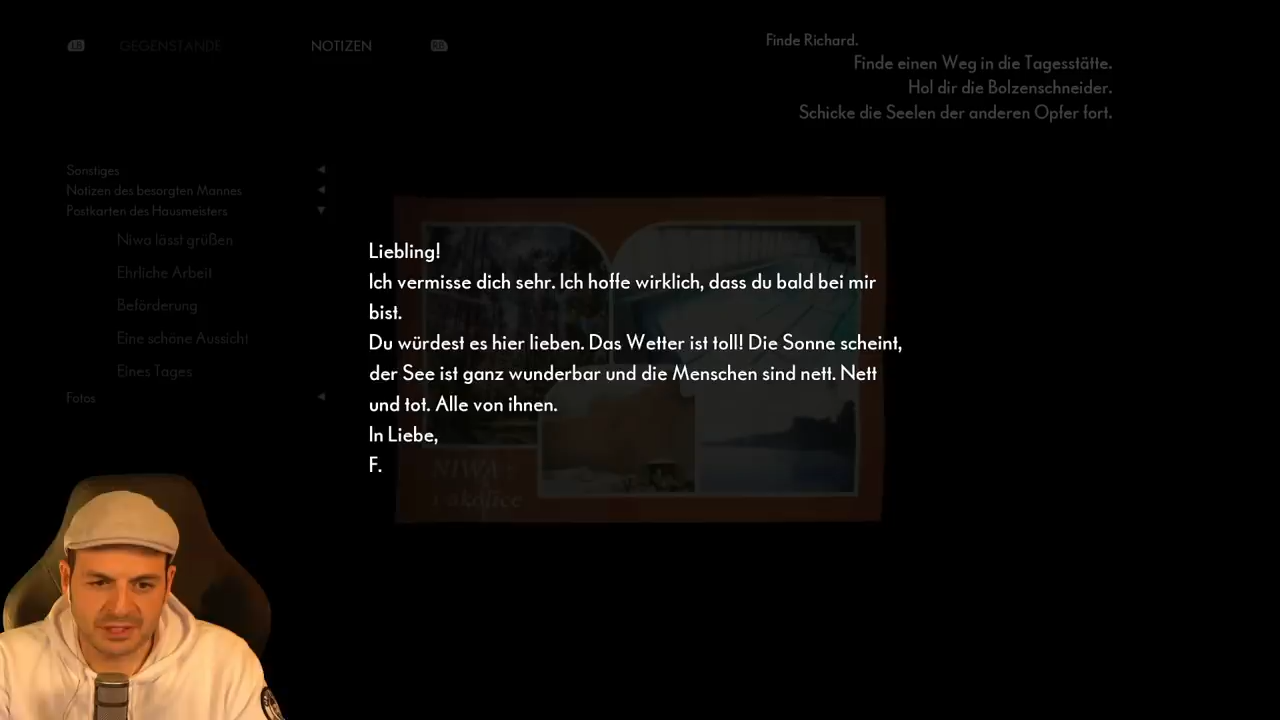 LB GEGENSTÄNDE NOTIZEN RB
Finde Richard.
Finde einen Weg in die Tagesstätte.
Hol dir die Bolzenschneider.
Schicke die Seelen der anderen Opfer fort.
Sonstiges
Notizen des besorgten Mannes
Postkarten des Hausmeisters
Niwa lässt grüßen
Ehrliche Arbeit
Beförderung
Eine schöne Aussicht
Eines Tages
Fotos
Liebling!
Ich vermisse dich sehr. Ich hoffe wirklich, dass du bald bei mir
bist.
Du würdest es hier lieben. Das Wetter ist toll! Die Sonne scheint,
der See ist ganz wunderbar und die Menschen sind nett. Nett
und tot. Alle von ihnen.
In Liebe,
F.
NIWA